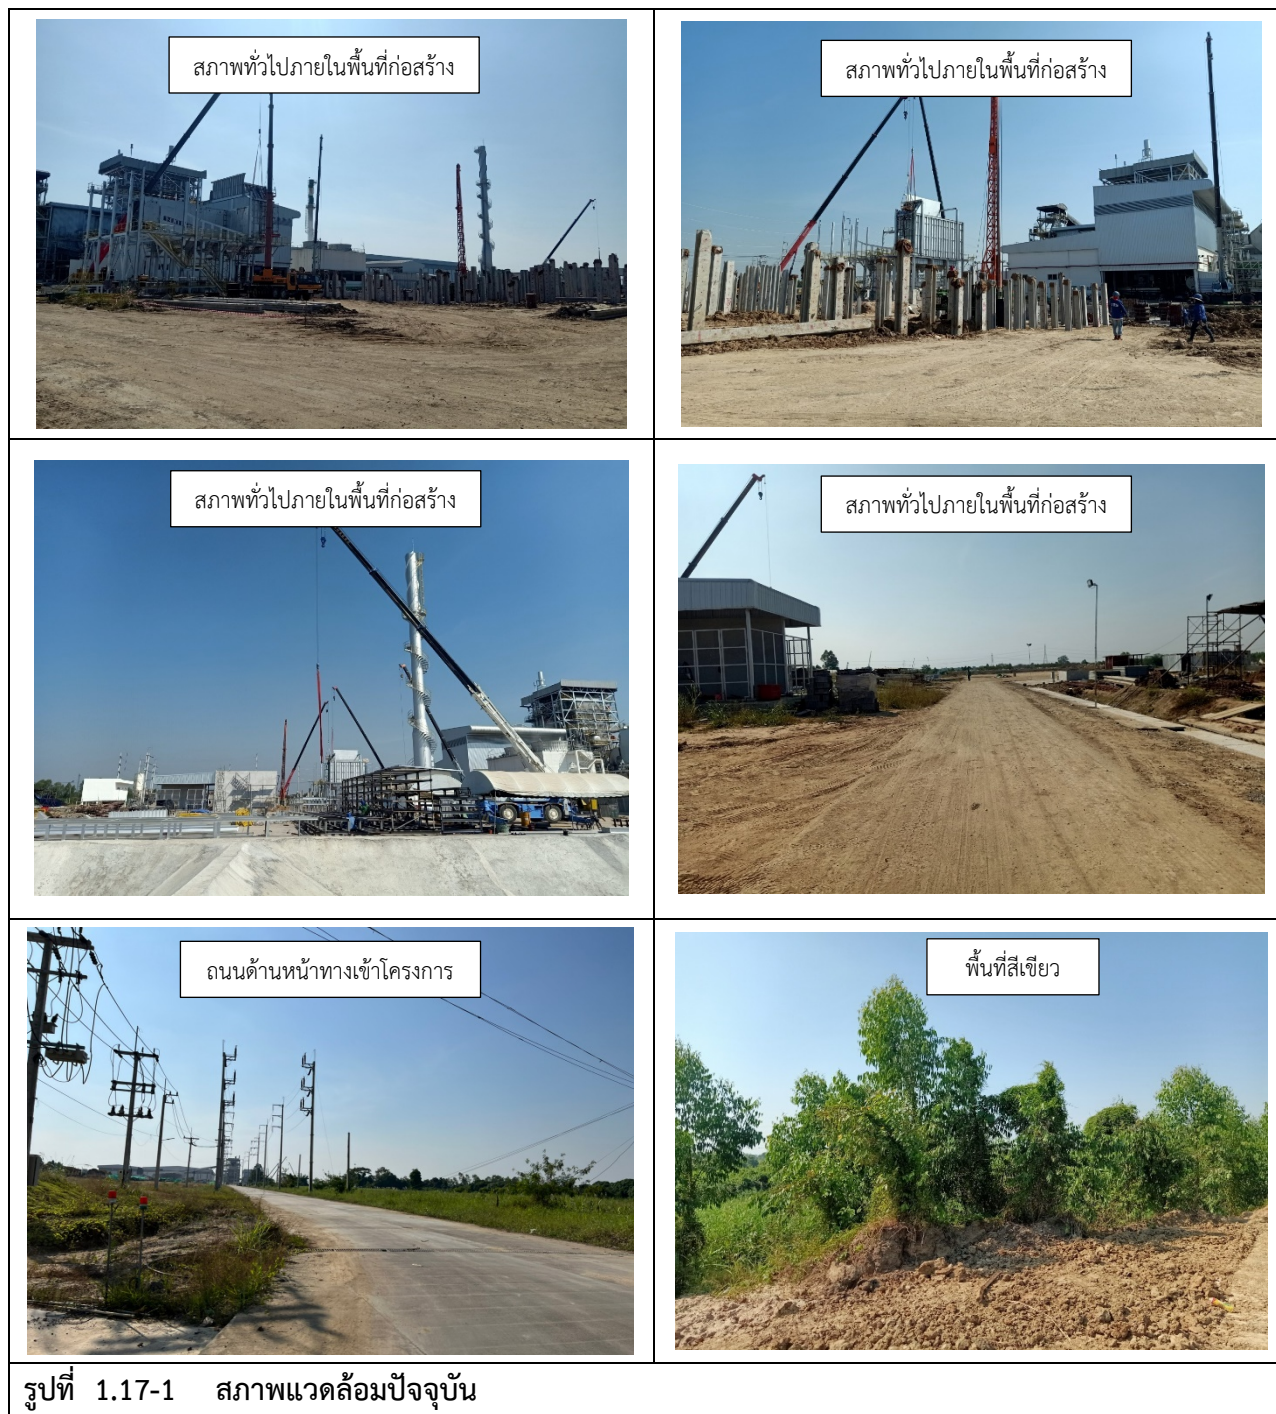 สภาพทั่วไปภายในพื้นที่ก่อสร้าง
สภาพทั่วไปภายในพื้นที่ก่อสร้าง
สภาพทั่วไปภายในพื้นที่ก่อสร้าง
สภาพทั่วไปภายในพื้นที่ก่อสร้าง
ถนนด้านหน้าทางเข้าโครงการ
พื้นที่สีเขียว
รูปที่ 1.17-1 สภาพแวดล้อมปัจจุบัน